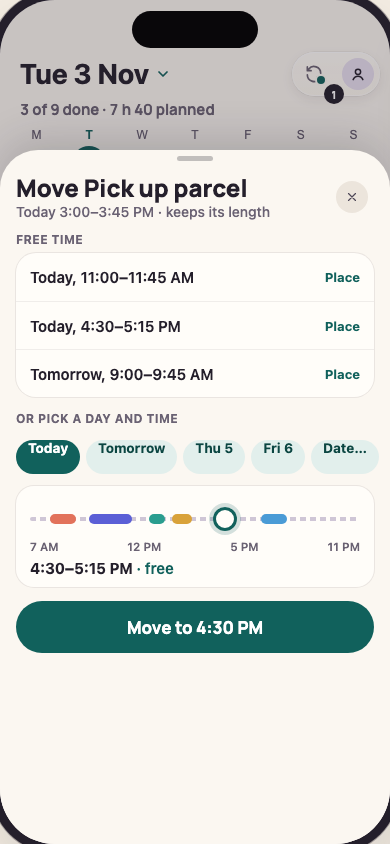 Tue 3 Nov
1
3 of 9 done · 7 h 40 planned
M T W T F S S
Move Pick up parcel
Today 3:00–3:45 PM · keeps its length
FREE TIME
Today, 11:00–11:45 AM Place
Today, 4:30–5:15 PM Place
Tomorrow, 9:00–9:45 AM Place
OR PICK A DAY AND TIME
Today Tomorrow Thu 5 Fri 6 Date...
7 AM 12 PM 5 PM 11 PM
4:30–5:15 PM · free
Move to 4:30 PM